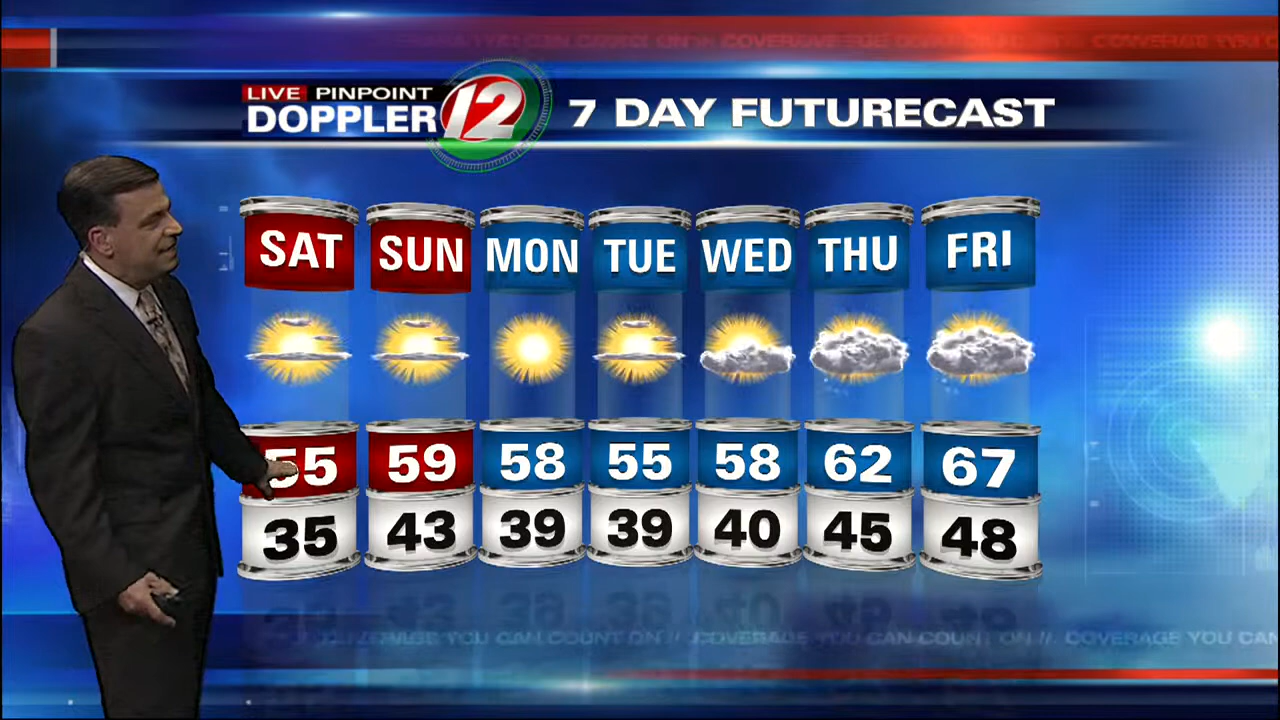 LIVE PINPOINT
DOPPLER 12
7 DAY FUTURECAST
SAT SUN MON TUE WED THU FRI
55 59 58 55 58 62 67
35 43 39 39 40 45 48
COVERAGE YOU CAN COUNT ON // COVERAGE YOU CAN COUNT ON // COVERAGE YOU CAN